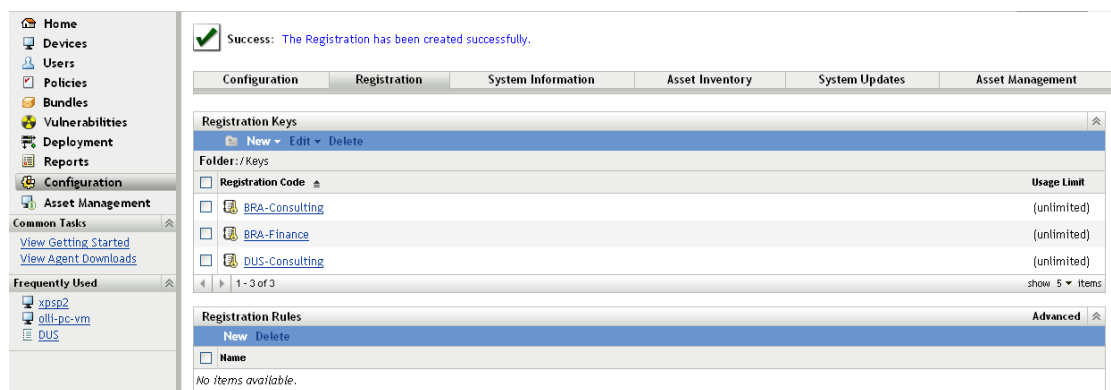 Home
Devices
Users
Policies
Bundles
Vulnerabilities
Deployment
Reports
Configuration
Asset Management
Common Tasks
View Getting Started
View Agent Downloads
Frequently Used
xpsp2
olli-pc-vm
DUS
Success: The Registration has been created successfully.
Configuration Registration System Information Asset Inventory System Updates Asset Management
Registration Keys
New Edit Delete
Folder:/Keys
Registration Code Usage Limit
BRA-Consulting (unlimited)
BRA-Finance (unlimited)
DUS-Consulting (unlimited)
1 - 3 of 3 show 5 items
Registration Rules Advanced
New Delete
Name
No items available.